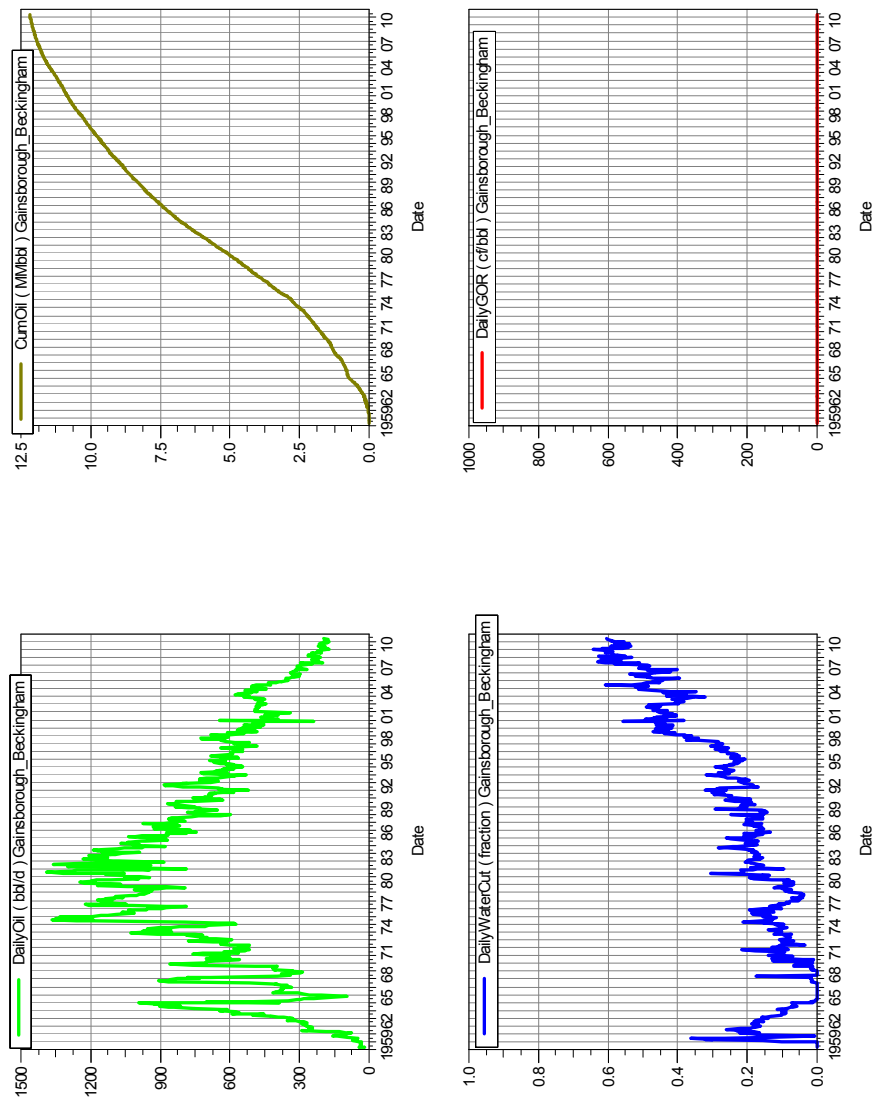 DailyOil ( bbl/d ) Gainsborough_Beckingham
1500
1200
900
600
300
0
195962 65 68 71 74 77 80 83 86 89 92 95 98 01 04 07 10
Date
CumOil ( MMbbl ) Gainsborough_Beckingham
12.5
10.0
7.5
5.0
2.5
0.0
195962 65 68 71 74 77 80 83 86 89 92 95 98 01 04 07 10
Date
DailyWaterCut ( fraction ) Gainsborough_Beckingham
1.0
0.8
0.6
0.4
0.2
0.0
195962 65 68 71 74 77 80 83 86 89 92 95 98 01 04 07 10
Date
DailyGOR ( cf/bbl ) Gainsborough_Beckingham
1000
800
600
400
200
0
195962 65 68 71 74 77 80 83 86 89 92 95 98 01 04 07 10
Date